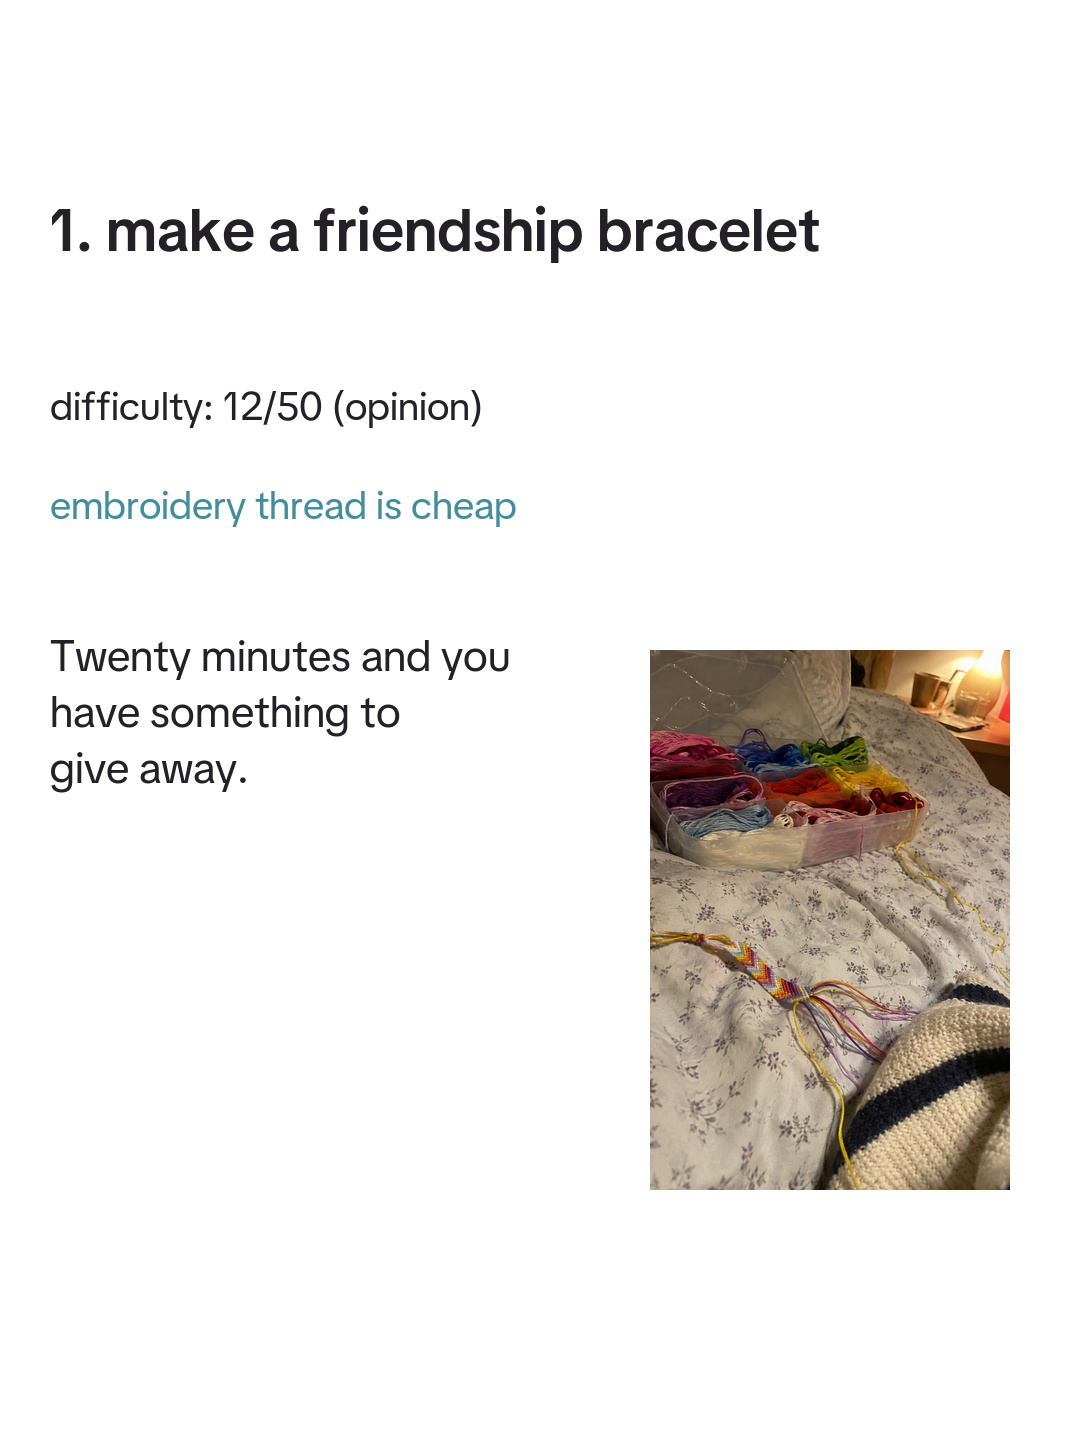 1. make a friendship bracelet
difficulty: 12/50 (opinion)
embroidery thread is cheap
Twenty minutes and you
have something to
give away.